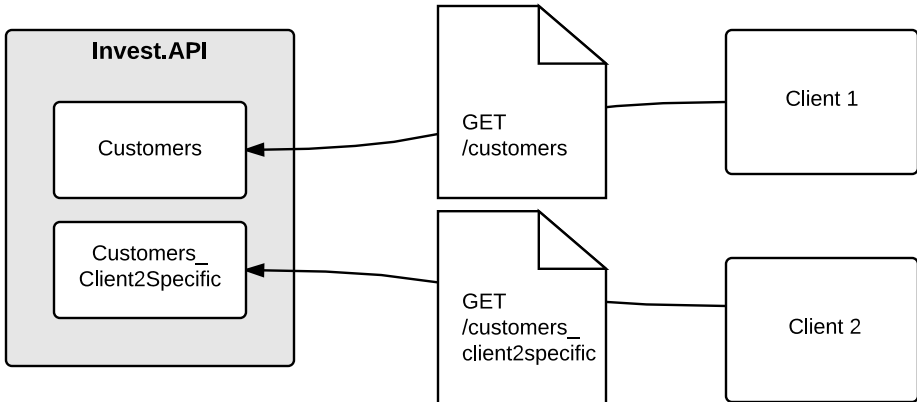 Invest.API
Customers
Customers_
Client2Specific
GET
/customers
GET
/customers_
client2specific
Client 1
Client 2